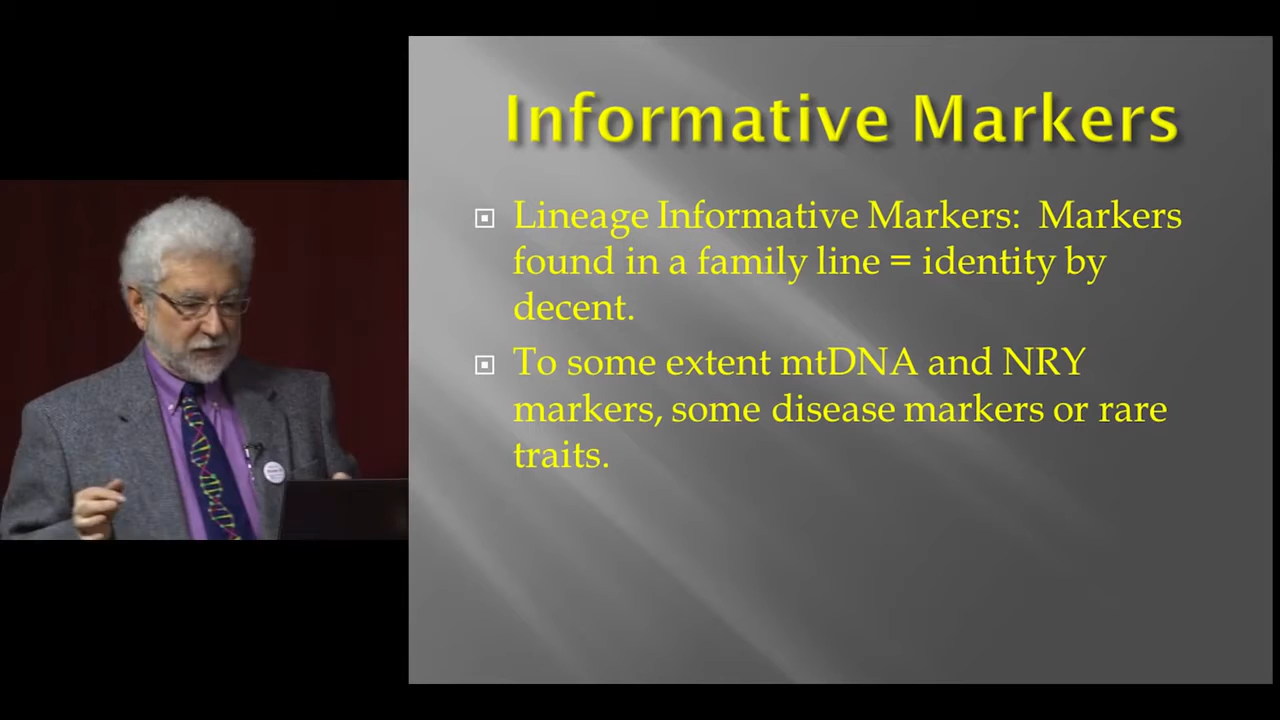 Informative Markers
Lineage Informative Markers: Markers
found in a family line = identity by
decent.
To some extent mtDNA and NRY
markers, some disease markers or rare
traits.